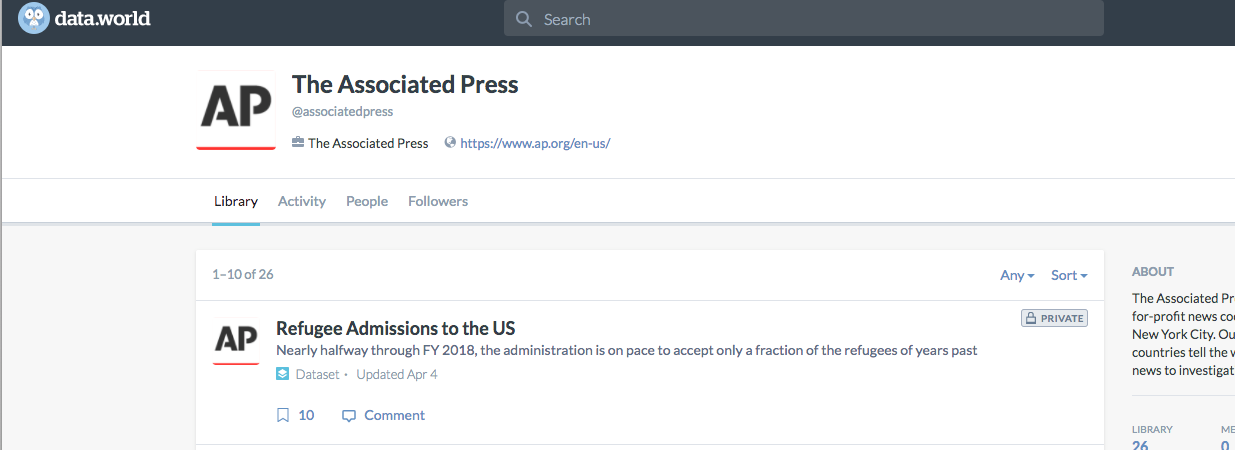 data.world
Search
AP
The Associated Press
@associatedpress
The Associated Press https://www.ap.org/en-us/
Library Activity People Followers
1–10 of 26
Any Sort
AP
Refugee Admissions to the US
PRIVATE
Nearly halfway through FY 2018, the administration is on pace to accept only a fraction of the refugees of years past
Dataset • Updated Apr 4
10 Comment
ABOUT
The Associated Pr
for-profit news coo
New York City. Ou
countries tell the w
news to investigat
LIBRARY ME
26 0